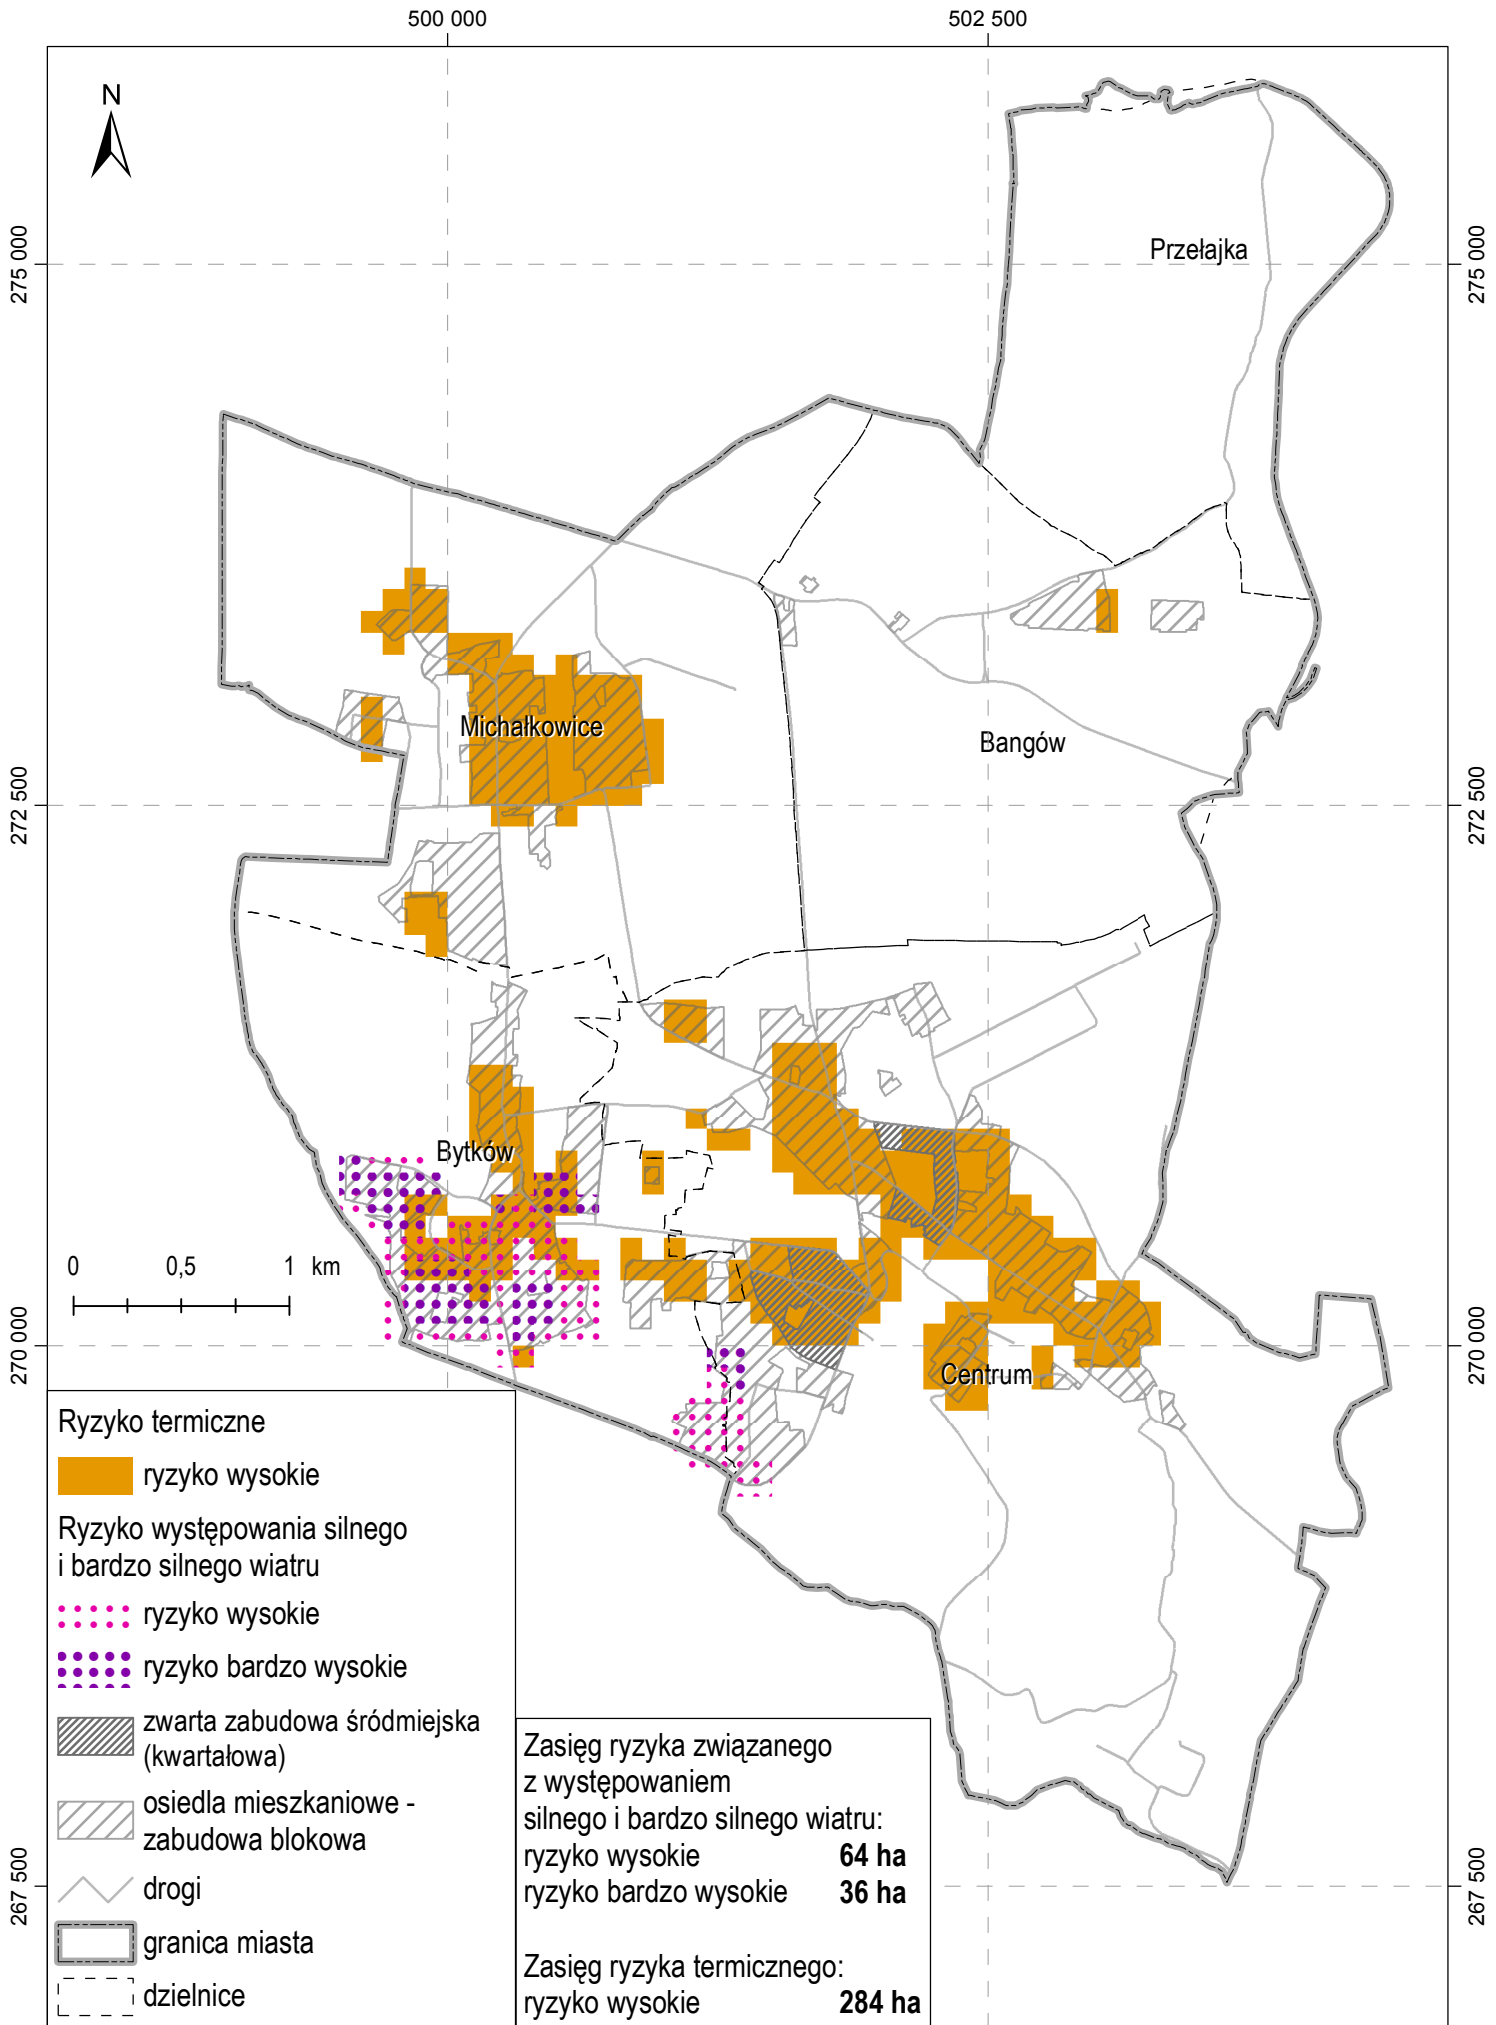 500 000
502 500
N
Przełajka
275 000
275 000
Michałkowice
Bangów
272 500
272 500
Bytków
0 0,5 1 km
270 000
270 000
Centrum
Ryzyko termiczne
ryzyko wysokie
Ryzyko występowania silnego
i bardzo silnego wiatru
ryzyko wysokie
ryzyko bardzo wysokie
zwarta zabudowa śródmiejska
(kwartałowa)
osiedla mieszkaniowe -
zabudowa blokowa
drogi
granica miasta
dzielnice
Zasięg ryzyka związanego
z występowaniem
silnego i bardzo silnego wiatru:
ryzyko wysokie 64 ha
ryzyko bardzo wysokie 36 ha
Zasięg ryzyka termicznego:
ryzyko wysokie 284 ha
267 500
267 500